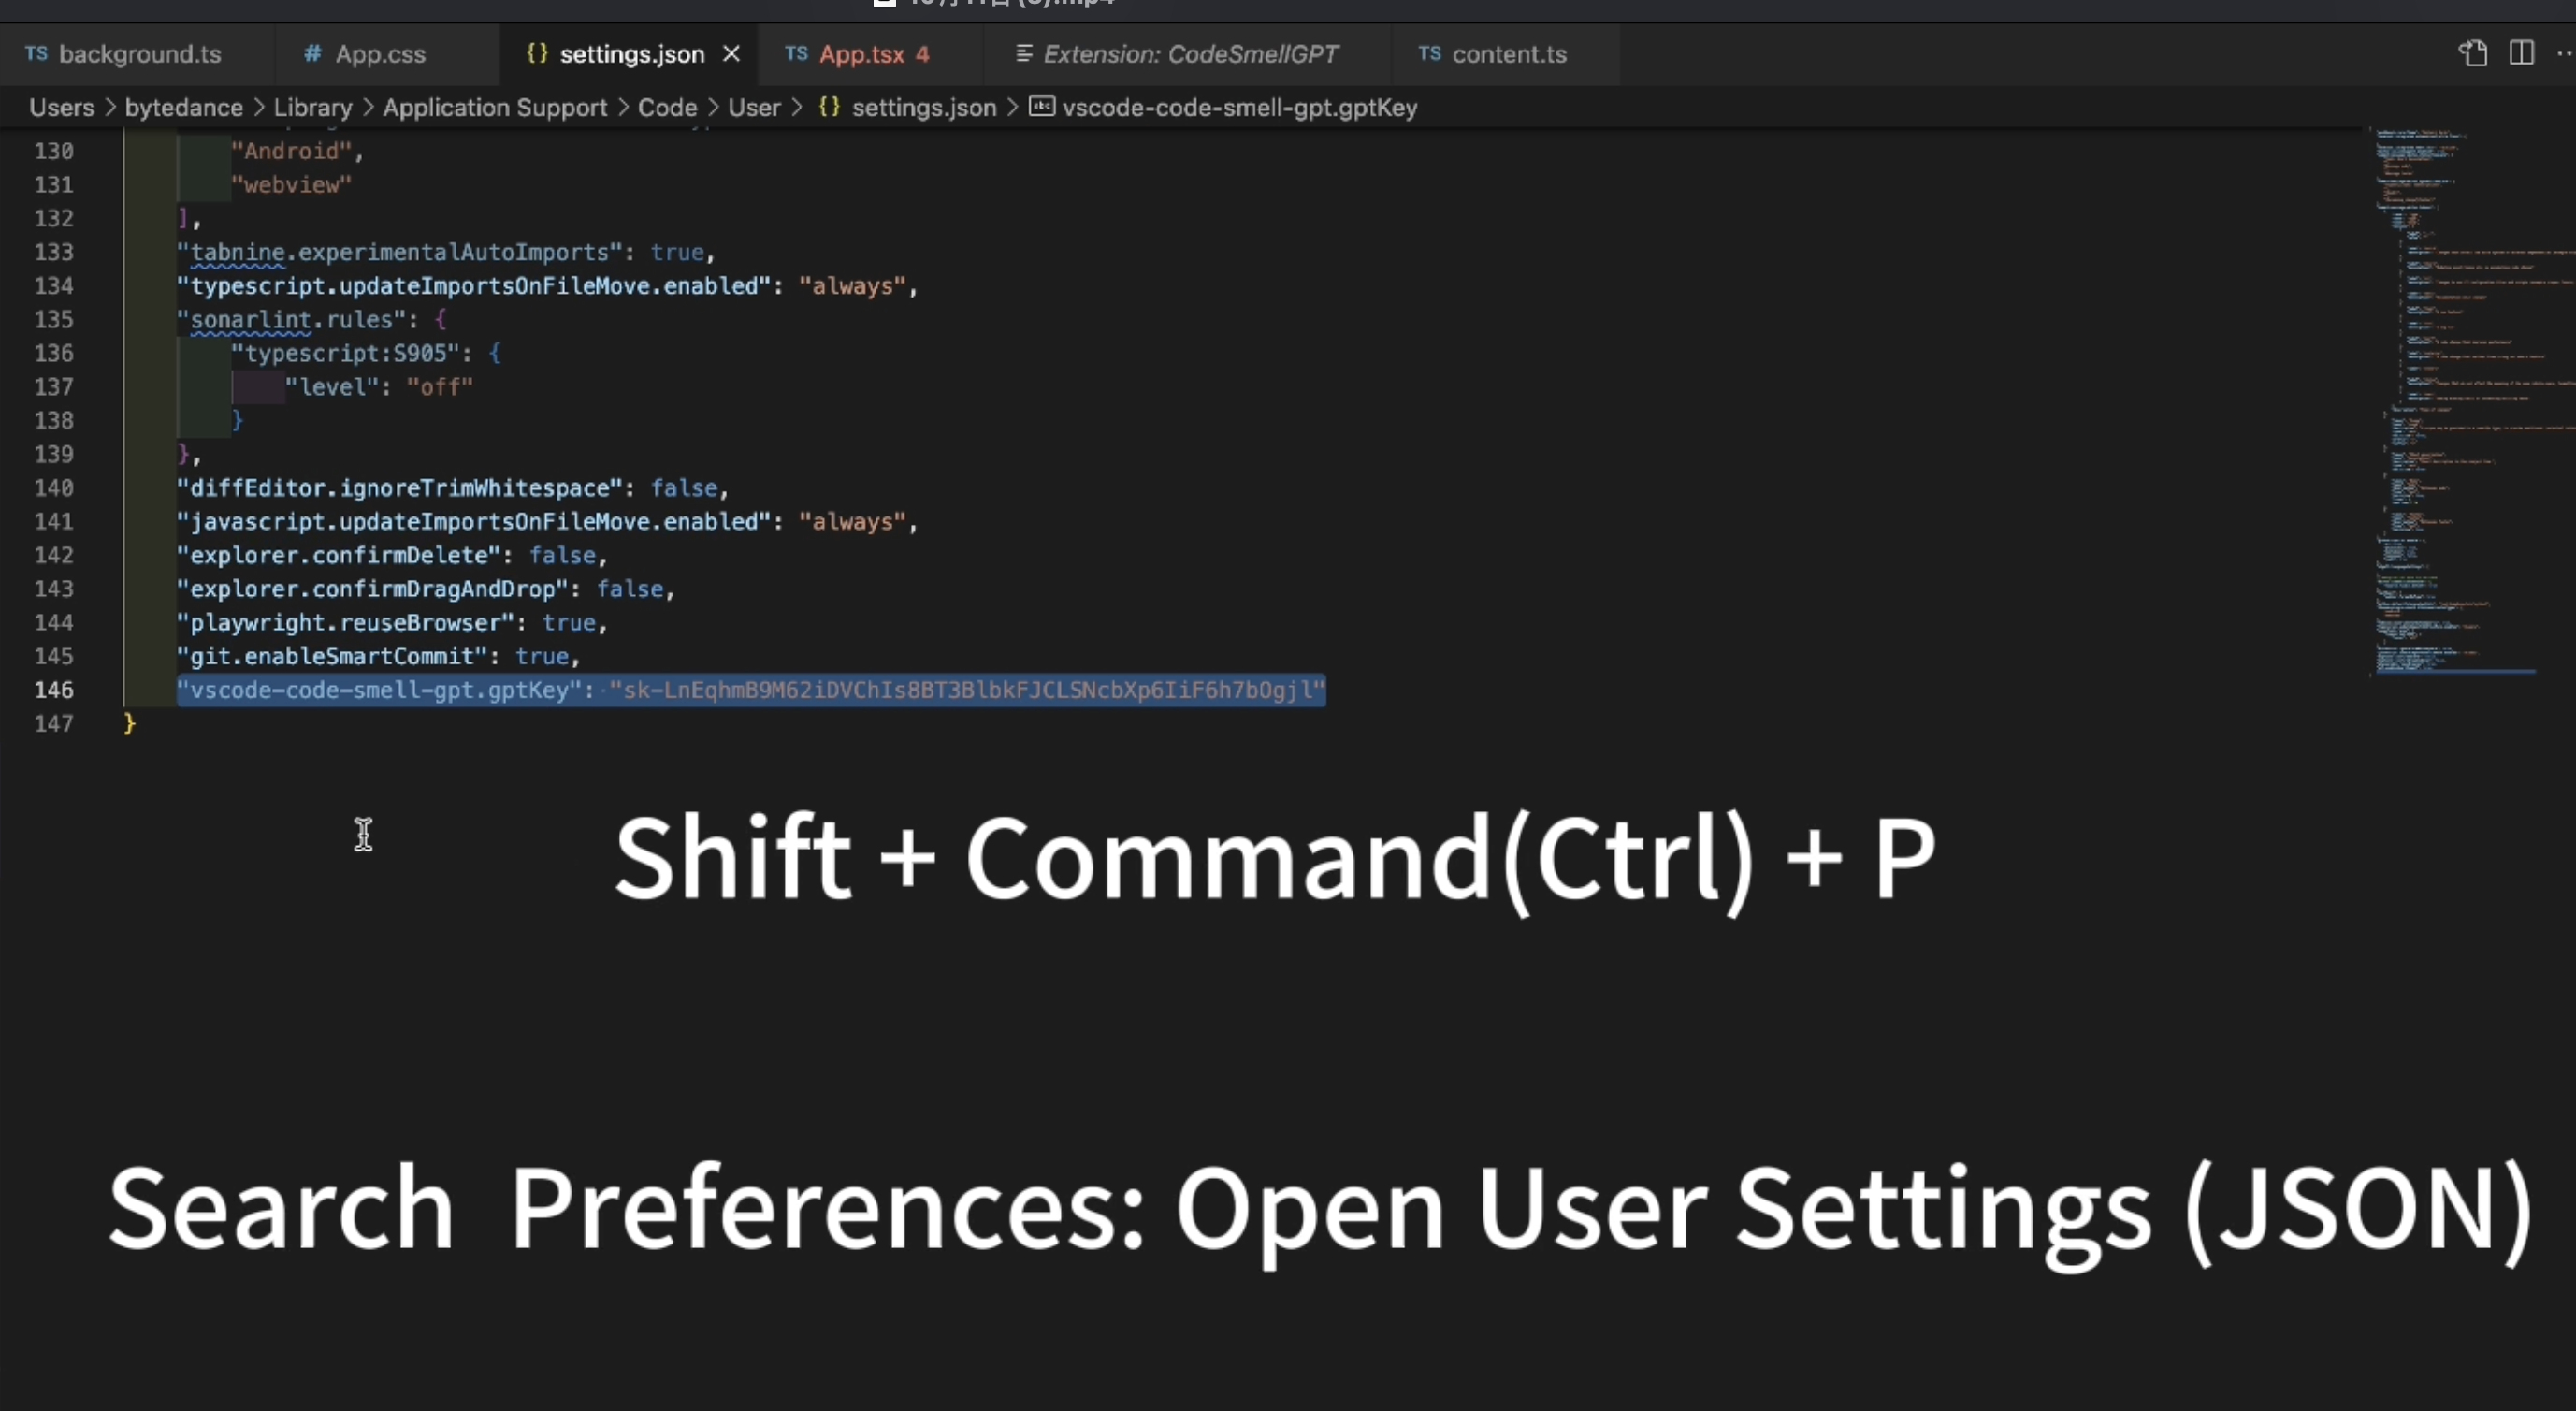 TS background.ts # App.css {} settings.json × TS App.tsx 4 Extension: CodeSmellGPT TS content.ts
Users > bytedance > Library > Application Support > Code > User > {} settings.json > abc vscode-code-smell-gpt.gptKey
130 "Android",
131 "webview"
132 ],
133 "tabnine.experimentalAutoImports": true,
134 "typescript.updateImportsOnFileMove.enabled": "always",
135 "sonarlint.rules": {
136 "typescript:S905": {
137 "level": "off"
138 }
139 },
140 "diffEditor.ignoreTrimWhitespace": false,
141 "javascript.updateImportsOnFileMove.enabled": "always",
142 "explorer.confirmDelete": false,
143 "explorer.confirmDragAndDrop": false,
144 "playwright.reuseBrowser": true,
145 "git.enableSmartCommit": true,
146 "vscode-code-smell-gpt.gptKey": "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"
147 }
Shift + Command(Ctrl) + P
Search Preferences: Open User Settings (JSON)